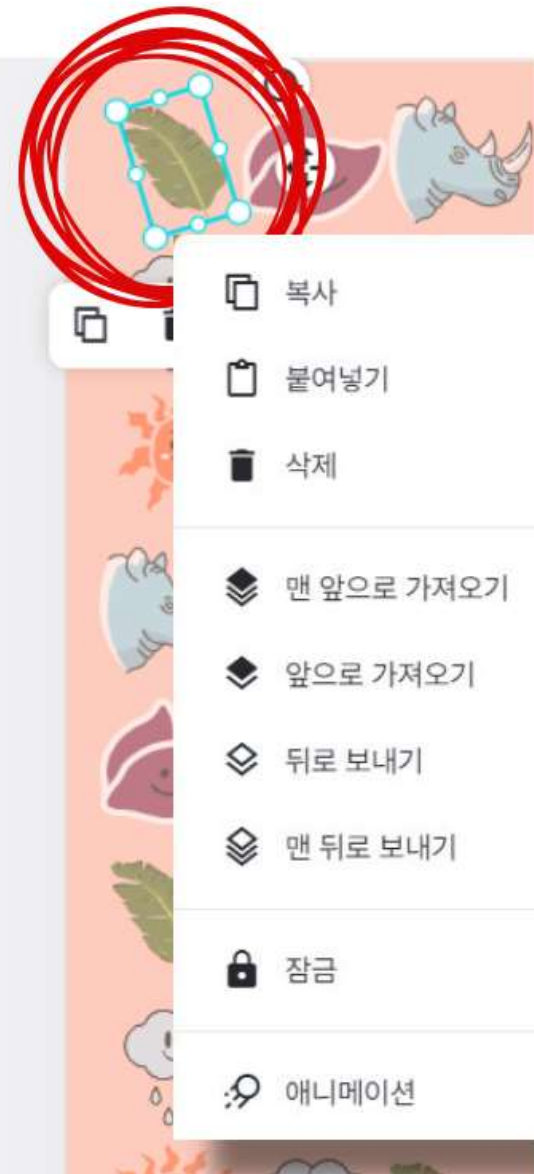 복사
붙여넣기
삭제
맨 앞으로 가져오기
앞으로 가져오기
뒤로 보내기
맨 뒤로 보내기
잠금
애니메이션